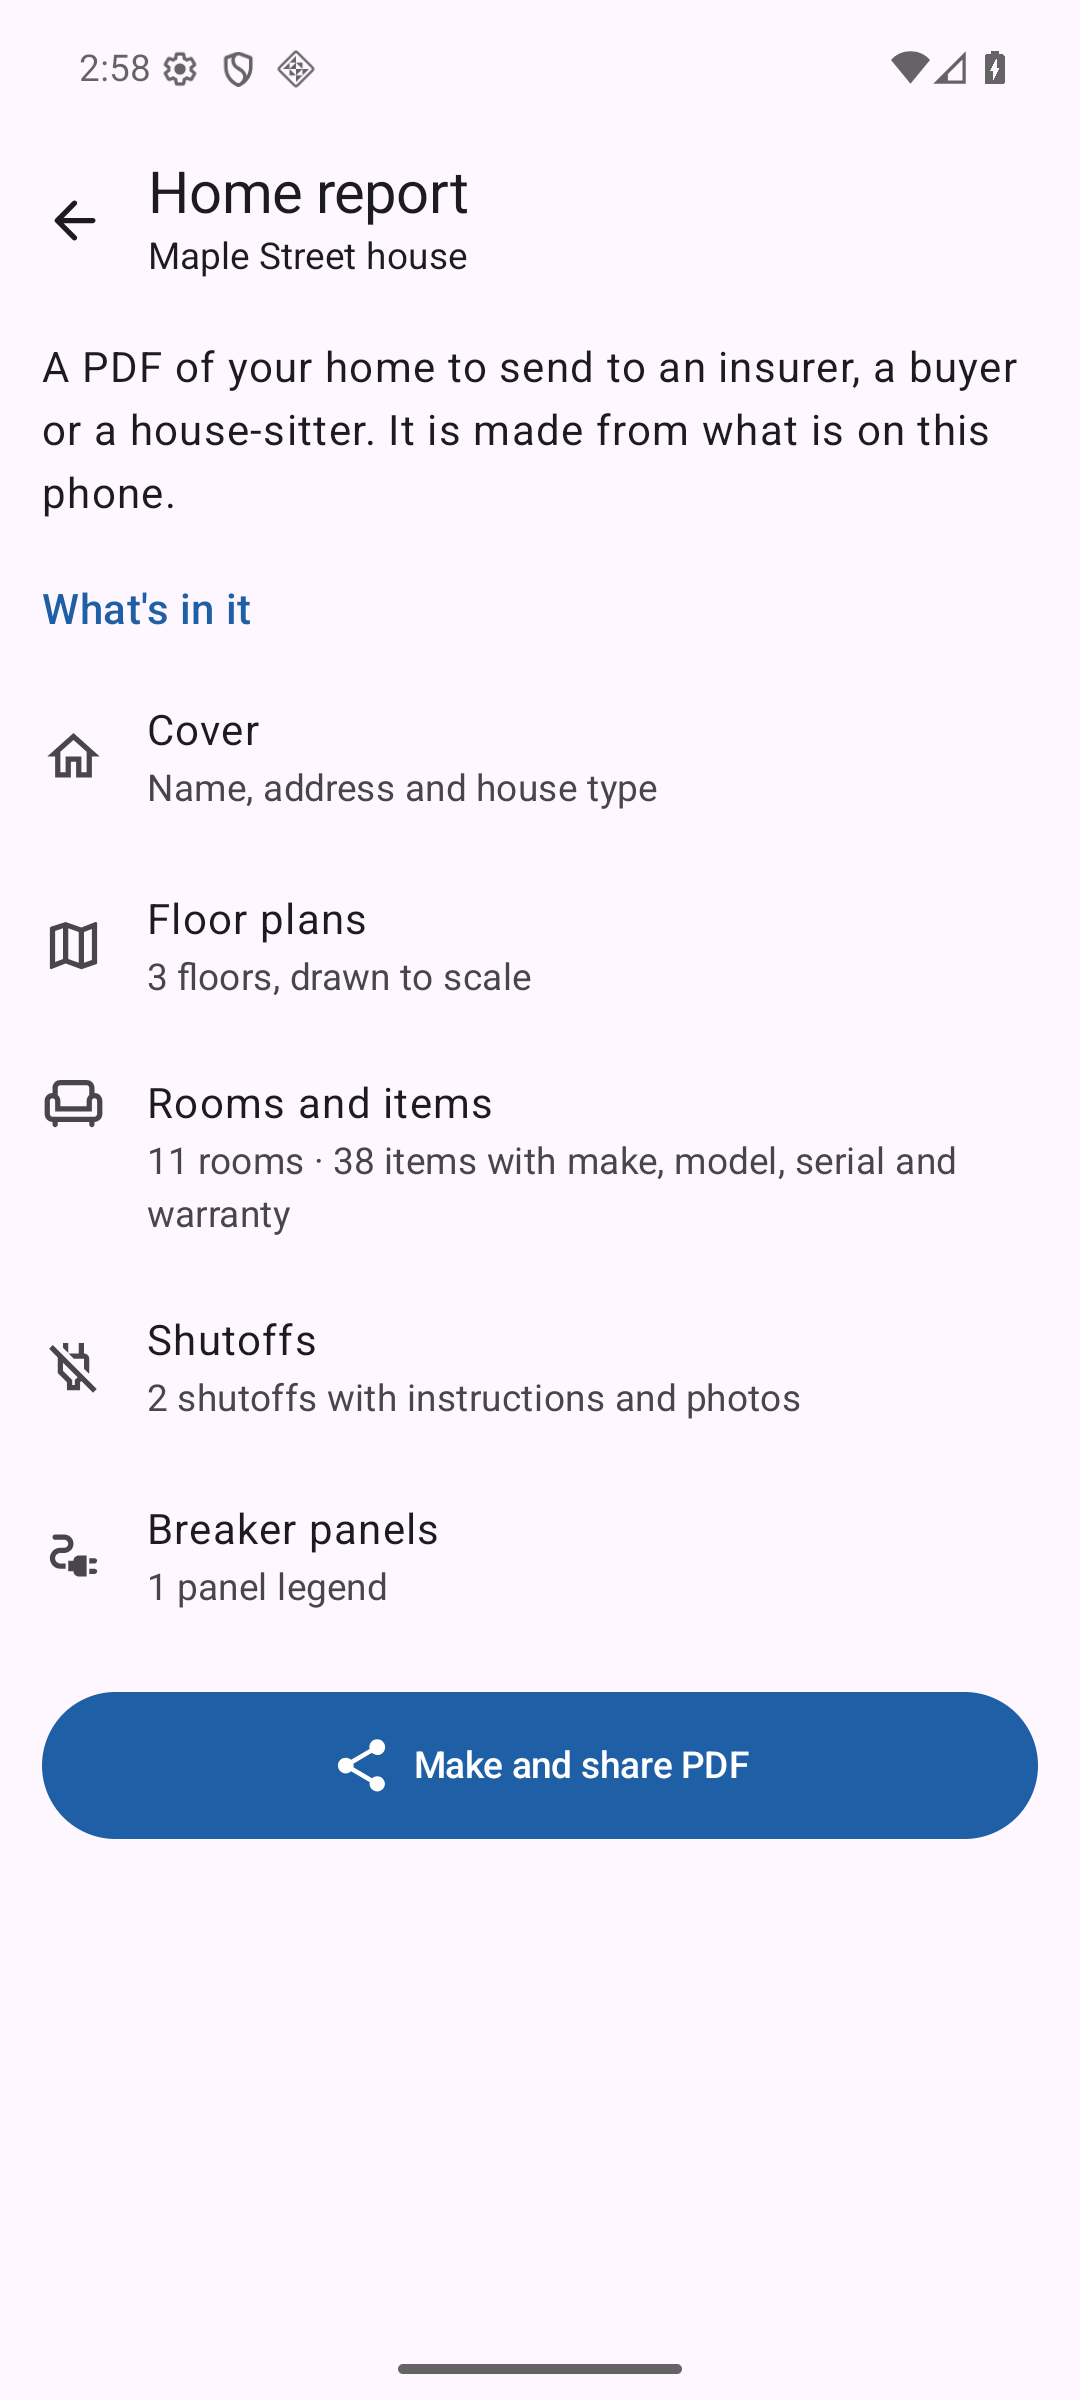 2:58
Home report
Maple Street house
A PDF of your home to send to an insurer, a buyer
or a house-sitter. It is made from what is on this
phone.
What's in it
Cover
Name, address and house type
Floor plans
3 floors, drawn to scale
Rooms and items
11 rooms · 38 items with make, model, serial and
warranty
Shutoffs
2 shutoffs with instructions and photos
Breaker panels
1 panel legend
Make and share PDF